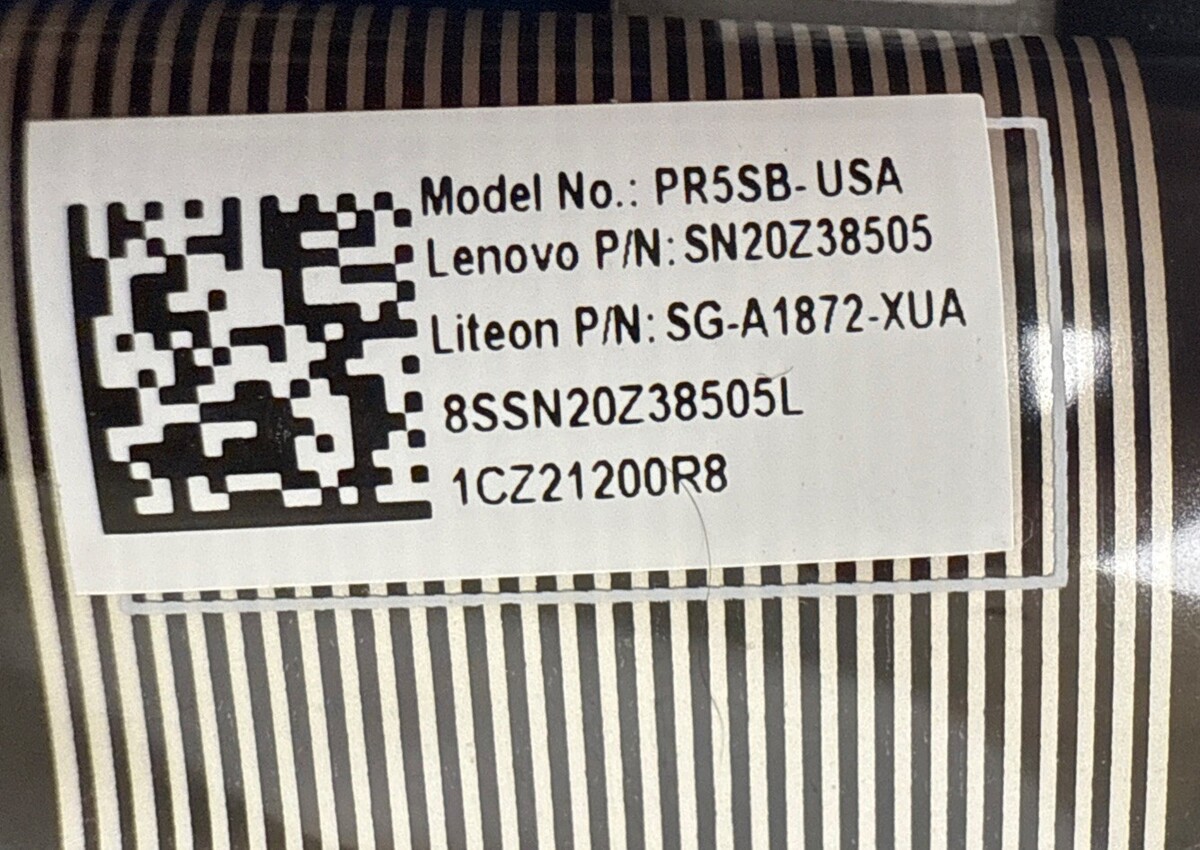 Model No.: PR5SB-USA
Lenovo P/N: SN20Z38505
Liteon P/N: SG-A1872-XUA
8SSN20Z38505L
1CZ21200R8